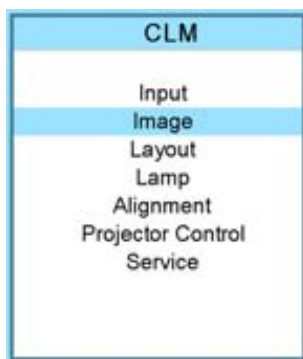 CLM
Input
Image
Layout
Lamp
Alignment
Projector Control
Service